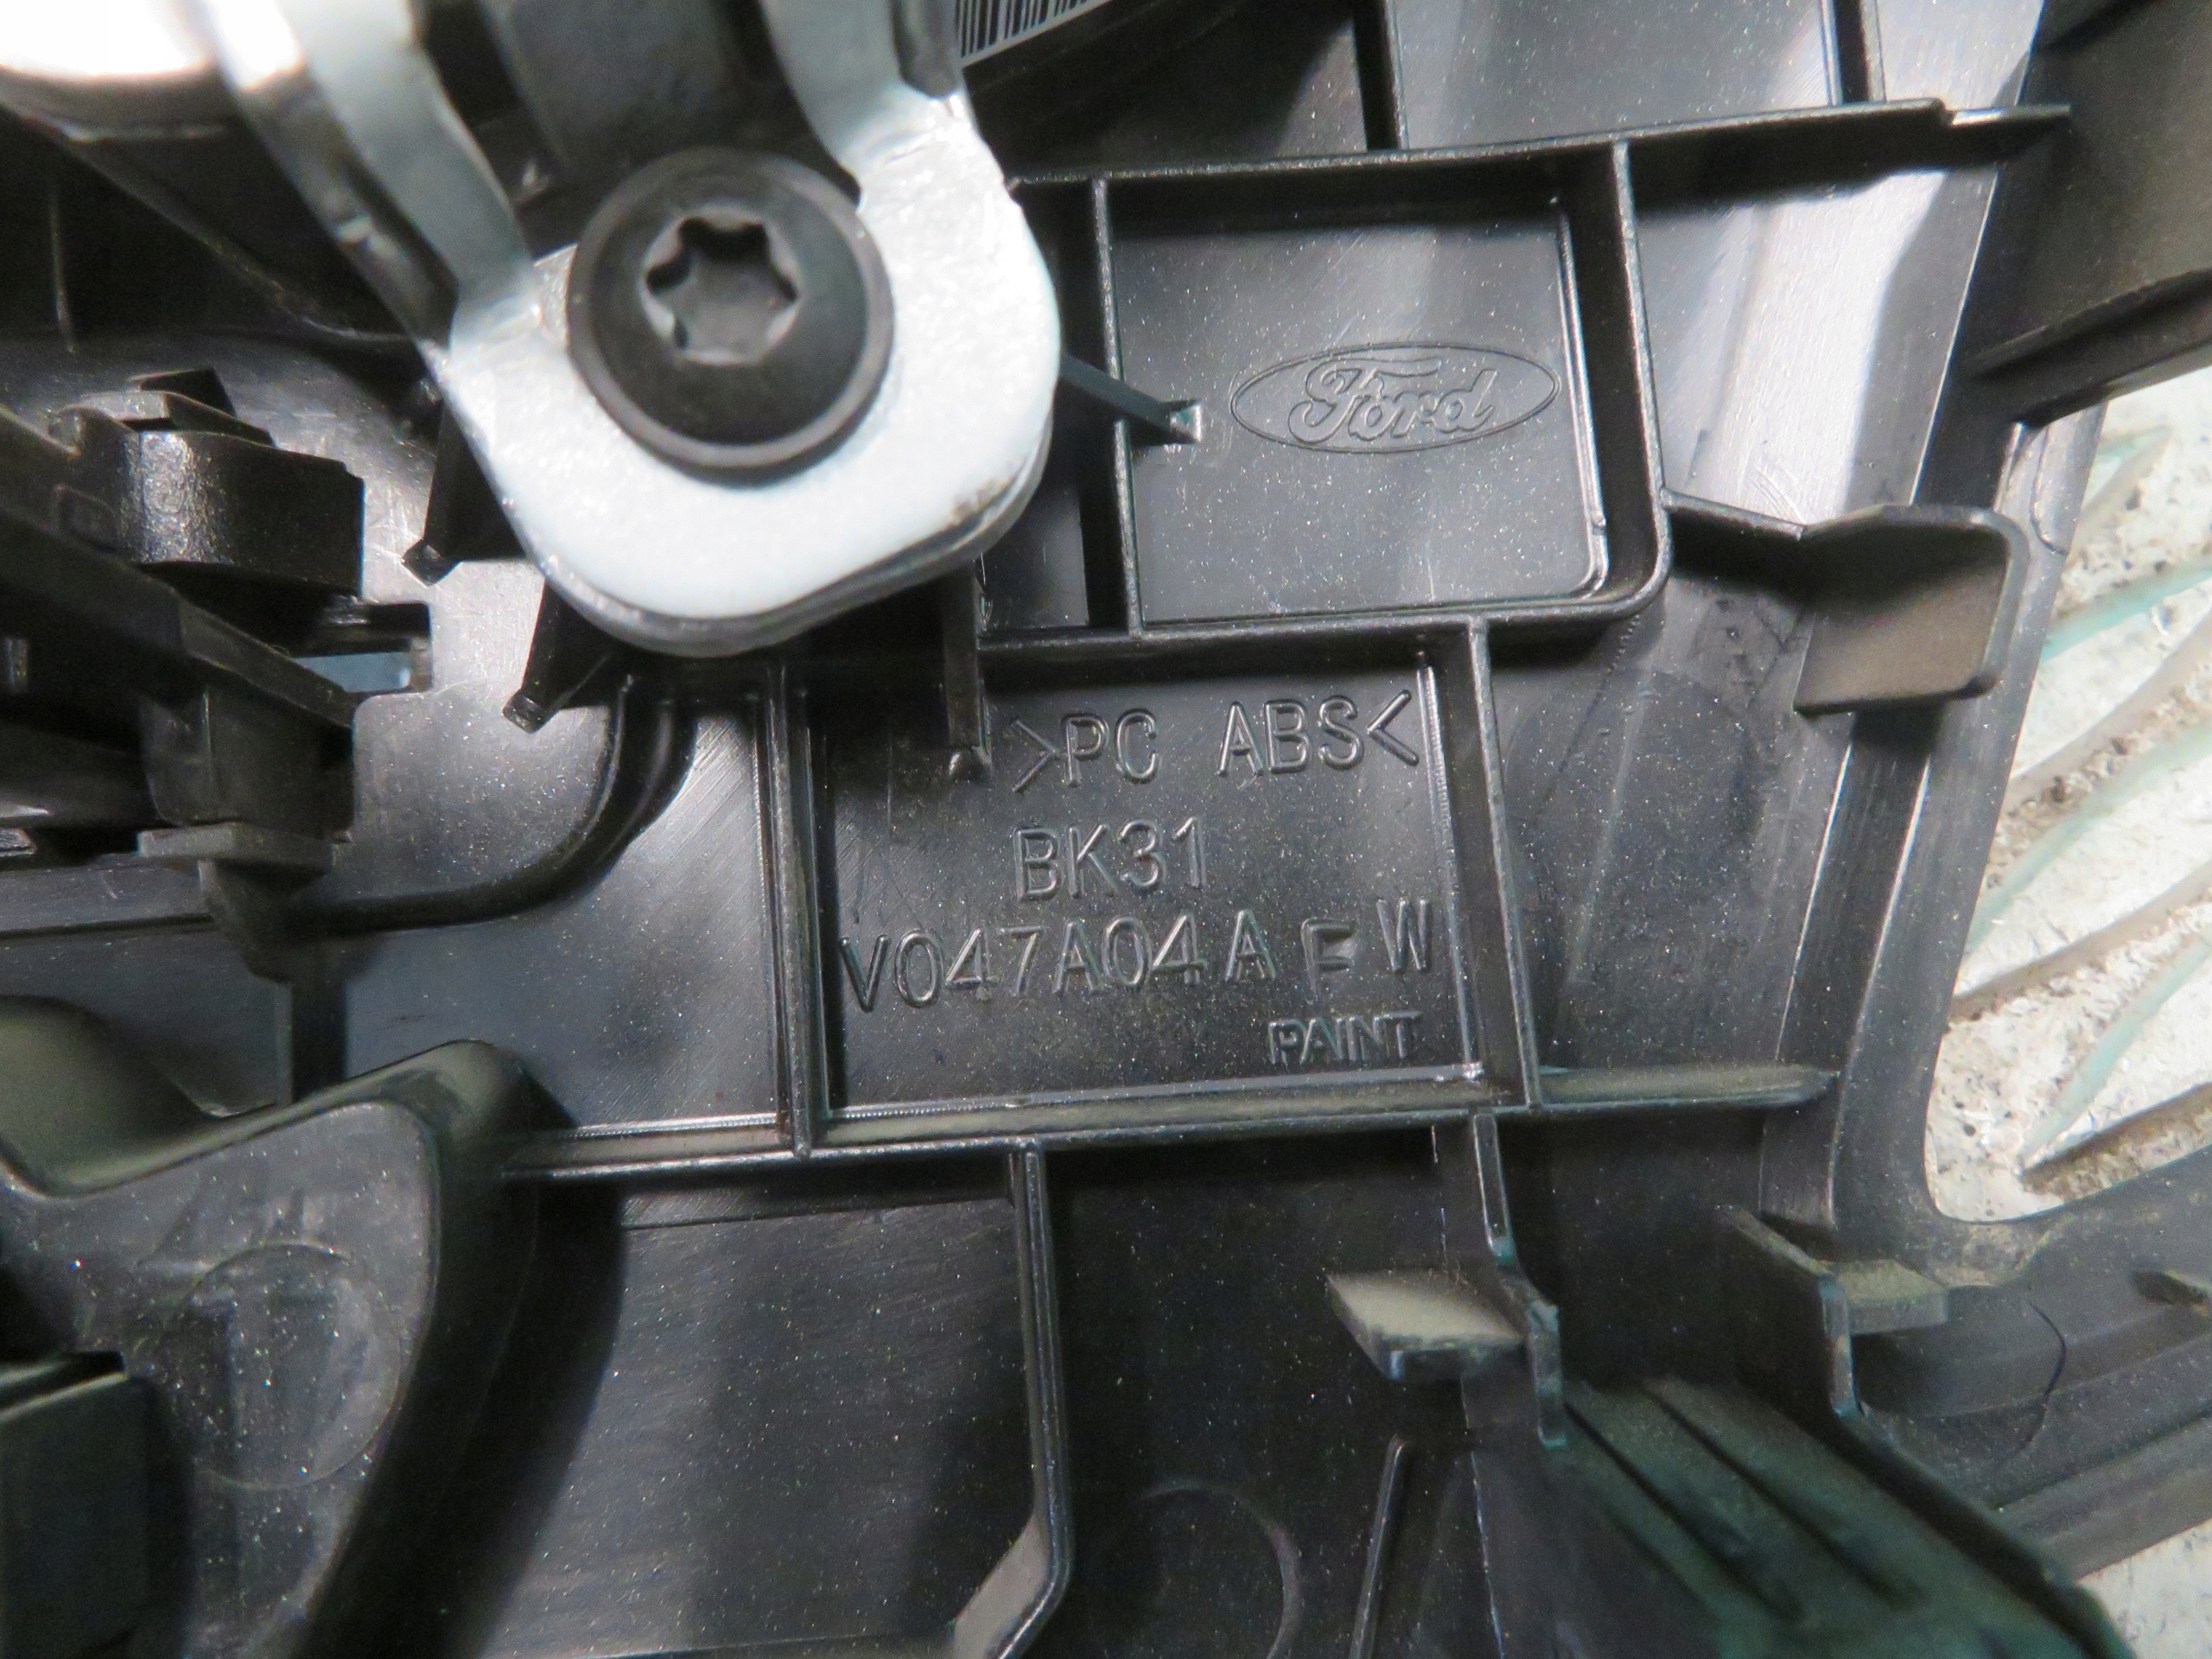 Ford
>PC ABS<
BK31
V047A04 A F W
PAINT